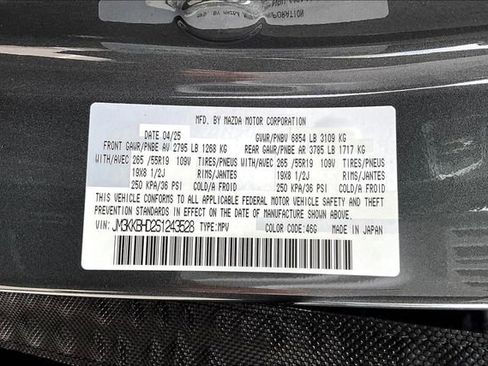 MFD. BY MAZDA MOTOR CORPORATION
DATE 04/25 GVWR/PNBV 6854 LB 3109 KG
FRONT GAWR/PNBE AV 2795 LB 1268 KG REAR GAWR/PNBE AR 3785 LB 1717 KG
WITH/AVEC 265 /55R19 109V TIRES/PNEUS WITH/AVEC 265 /55R19 109V TIRES/PNEUS
19X8 1/2J RIMS/JANTES 19X8 1/2J RIMS/JANTES
250 KPA/36 PSI COLD/A FROID 250 KPA/36 PSI COLD/A FROID
THIS VEHICLE CONFORMS TO ALL APPLICABLE FEDERAL MOTOR VEHICLE SAFETY AND THEFT
PREVENTION STANDARDS IN EFFECT ON THE DATE OF MANUFACTURE SHOWN ABOVE.
VIN: JM3KKBHD2S1243528 TYPE:MPV COLOR CODE:46G MADE IN JAPAN